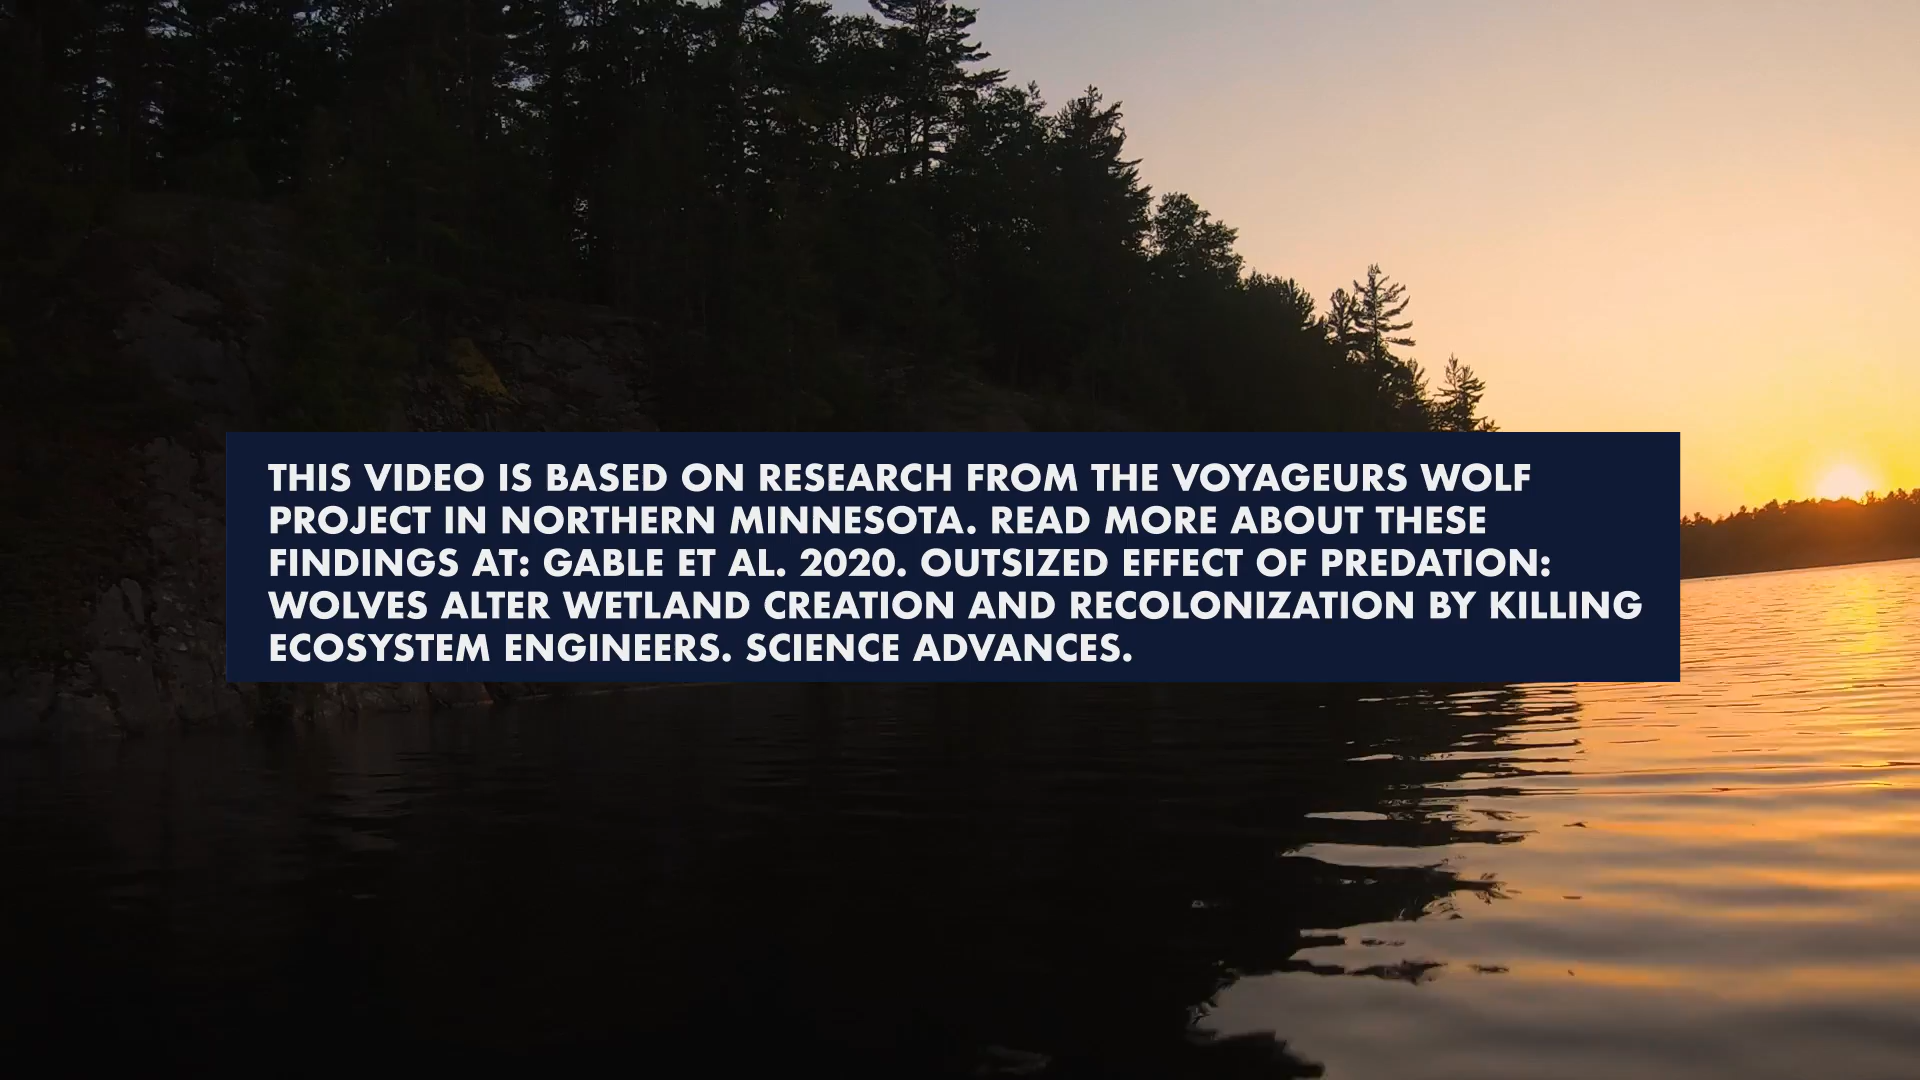 THIS VIDEO IS BASED ON RESEARCH FROM THE VOYAGEURS WOLF
PROJECT IN NORTHERN MINNESOTA. READ MORE ABOUT THESE
FINDINGS AT: GABLE ET AL. 2020. OUTSIZED EFFECT OF PREDATION:
WOLVES ALTER WETLAND CREATION AND RECOLONIZATION BY KILLING
ECOSYSTEM ENGINEERS. SCIENCE ADVANCES.